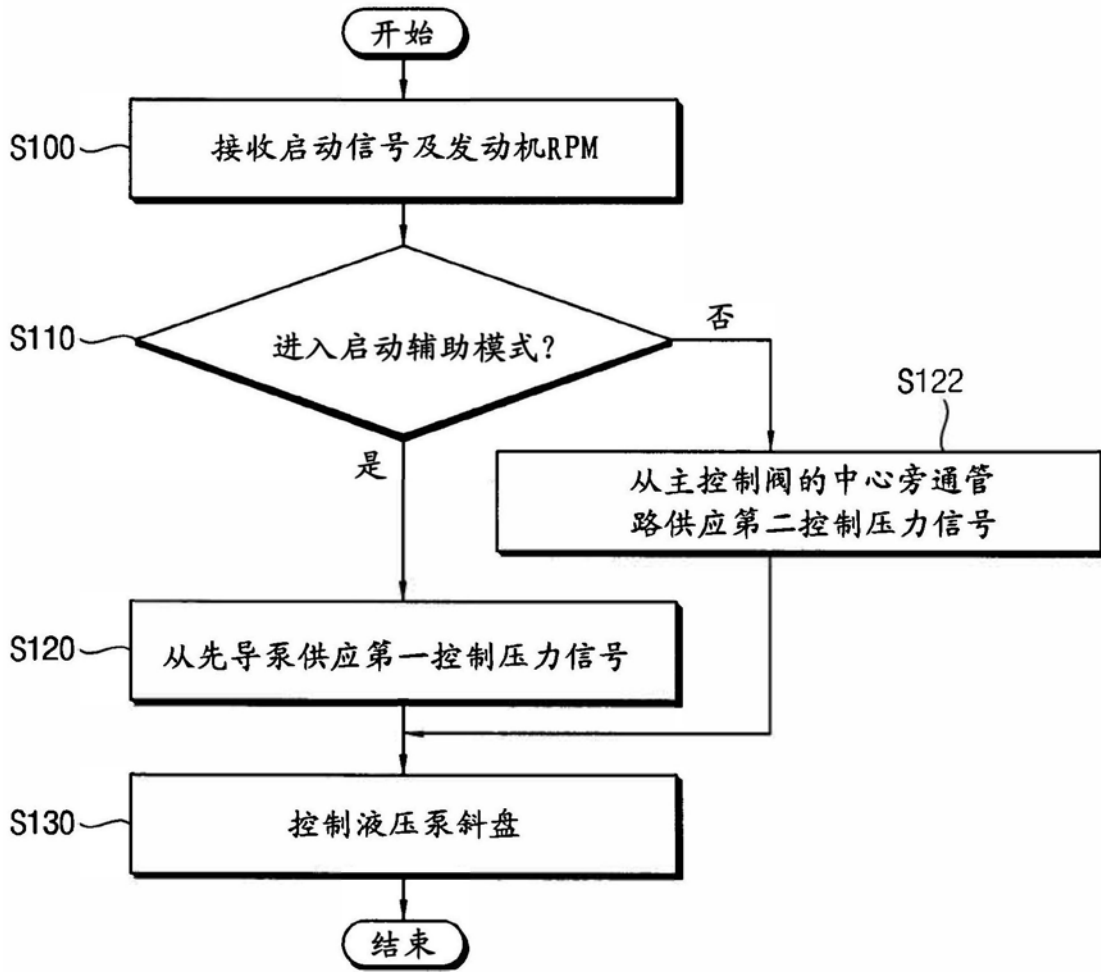 开始
S100
接收启动信号及发动机RPM
S110
进入启动辅助模式?
否
是
S122
从主控制阀的中心旁通管
路供应第二控制压力信号
S120
从先导泵供应第一控制压力信号
S130
控制液压泵斜盘
结束